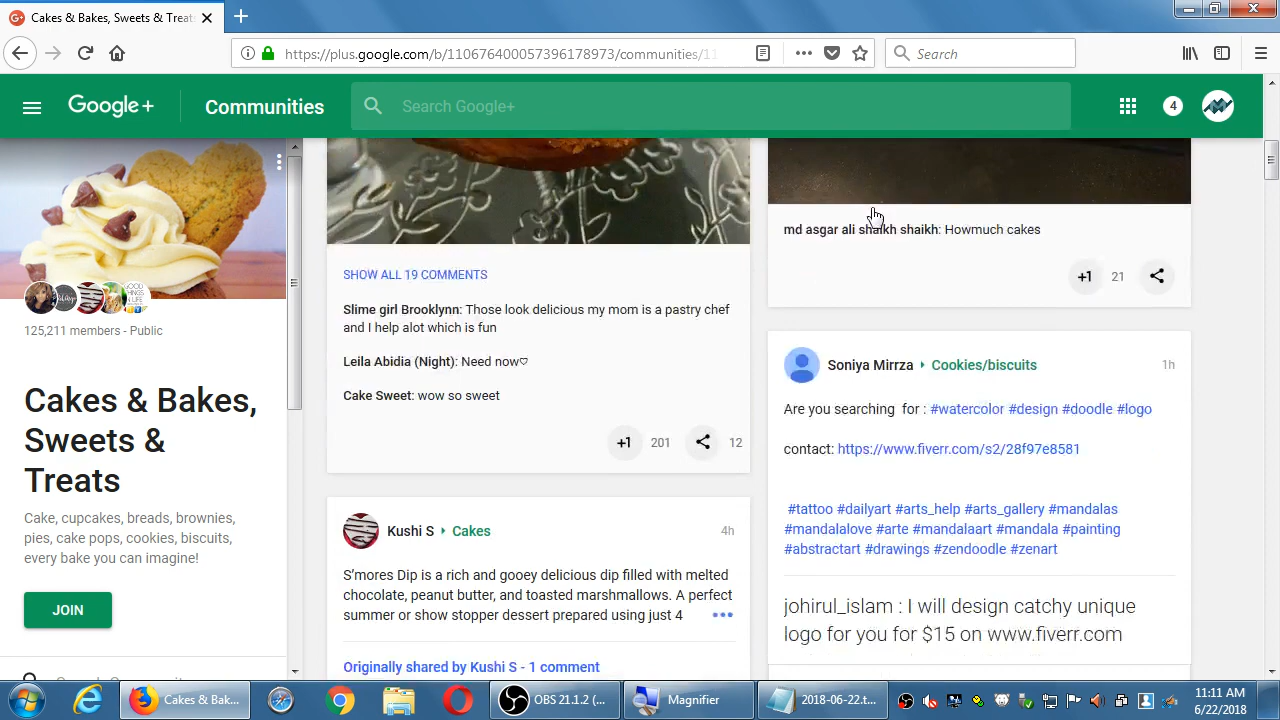 Cakes & Bakes, Sweets & Treat
https://plus.google.com/b/110676400057396178973/communities/11
Search
Google+
Communities
Search Google+
4
125,211 members - Public
Cakes & Bakes,
Sweets &
Treats
Cake, cupcakes, breads, brownies,
pies, cake pops, cookies, biscuits,
every bake you can imagine!
JOIN
SHOW ALL 19 COMMENTS
Slime girl Brooklynn: Those look delicious my mom is a pastry chef
and I help alot which is fun
Leila Abidia (Night): Need now♡
Cake Sweet: wow so sweet
+1 201 12
Kushi S Cakes 4h
S'mores Dip is a rich and gooey delicious dip filled with melted
chocolate, peanut butter, and toasted marshmallows. A perfect
summer or show stopper dessert prepared using just 4
Originally shared by Kushi S - 1 comment
md asgar ali shaikh shaikh: Howmuch cakes
+1 21
Soniya Mirrza Cookies/biscuits 1h
Are you searching for : #watercolor #design #doodle #logo
contact: https://www.fiverr.com/s2/28f97e8581
#tattoo #dailyart #arts_help #arts_gallery #mandalas
#mandalalove #arte #mandalaart #mandala #painting
#abstractart #drawings #zendoodle #zenart
johirul_islam : I will design catchy unique
logo for you for $15 on www.fiverr.com
Cakes & Bak...
OBS 21.1.2 (...
Magnifier
2018-06-22.t...
11:11 AM
6/22/2018